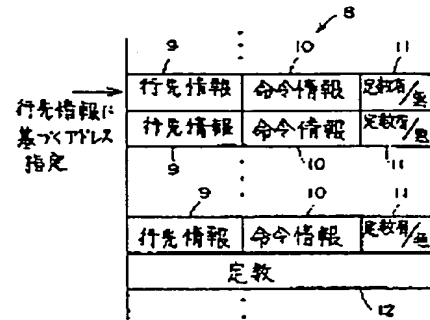 8
9 10 11
行先情報 命令情報 定数有/無
行先情報に
基づくアドレス
指定
行先情報 命令情報 定数有/無
9 10 11
9 10 11
行先情報 命令情報 定数有/無
定数
12